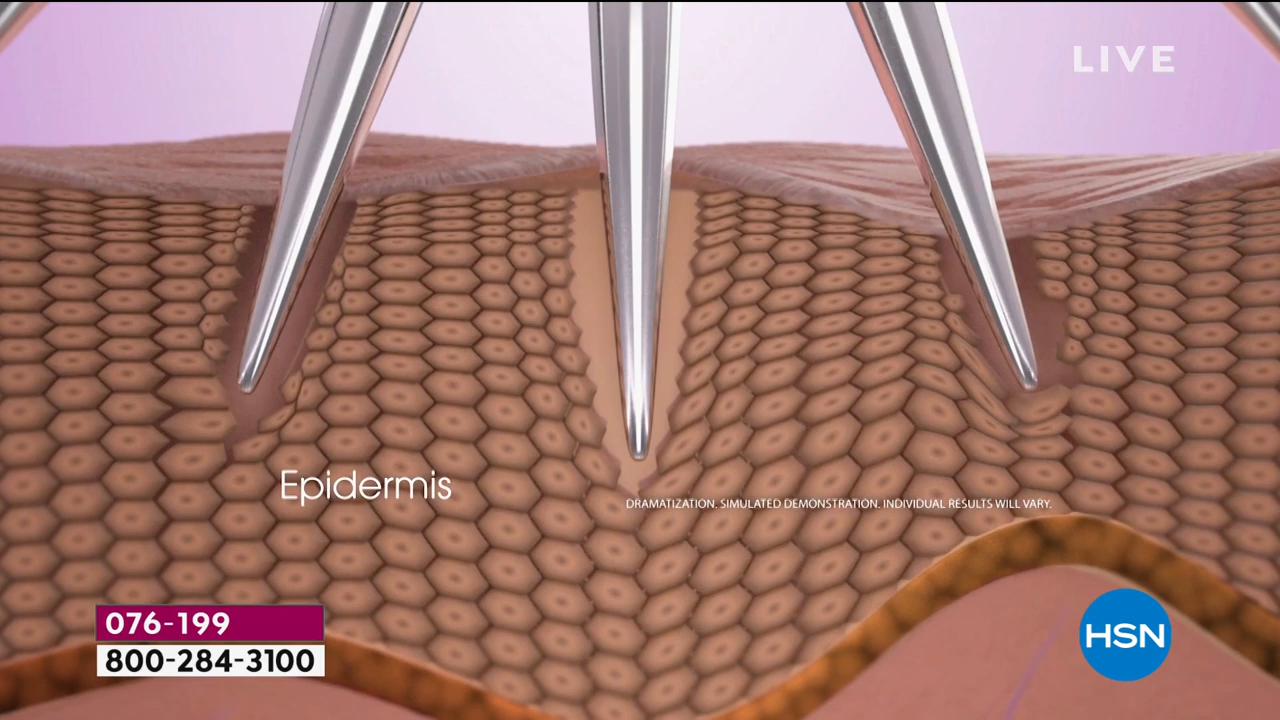 LIVE
Epidermis
DRAMATIZATION. SIMULATED DEMONSTRATION. INDIVIDUAL RESULTS WILL VARY.
076-199
800-284-3100
HSN